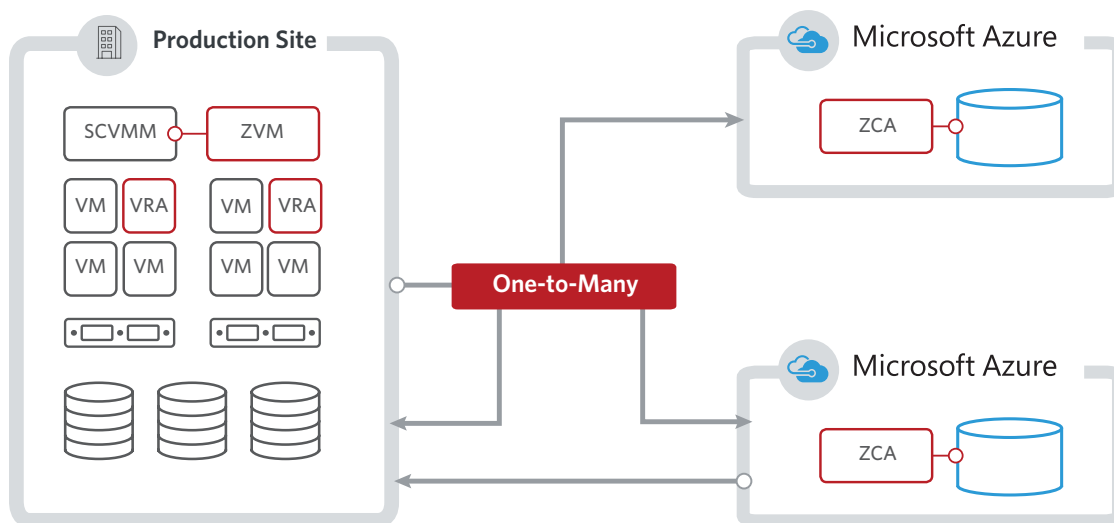 Production Site
SCVMM
ZVM
VM
VRA
VM
VRA
VM
VM
VM
VM
One-to-Many
Microsoft Azure
ZCA
Microsoft Azure
ZCA